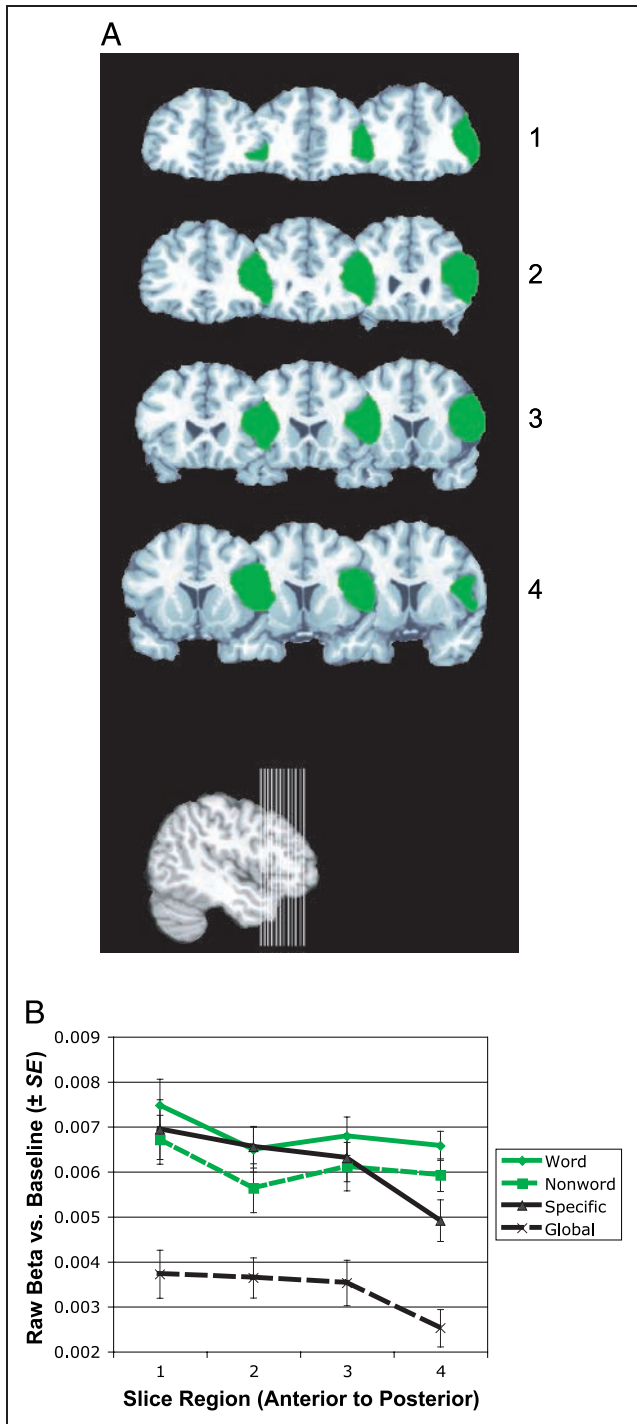 A
1
2
3
4
B
Raw Beta vs. Baseline (± SE)
0.009
0.008
0.007
0.006
0.005
0.004
0.003
0.002
1 2 3 4
Slice Region (Anterior to Posterior)
Word
Nonword
Specific
Global